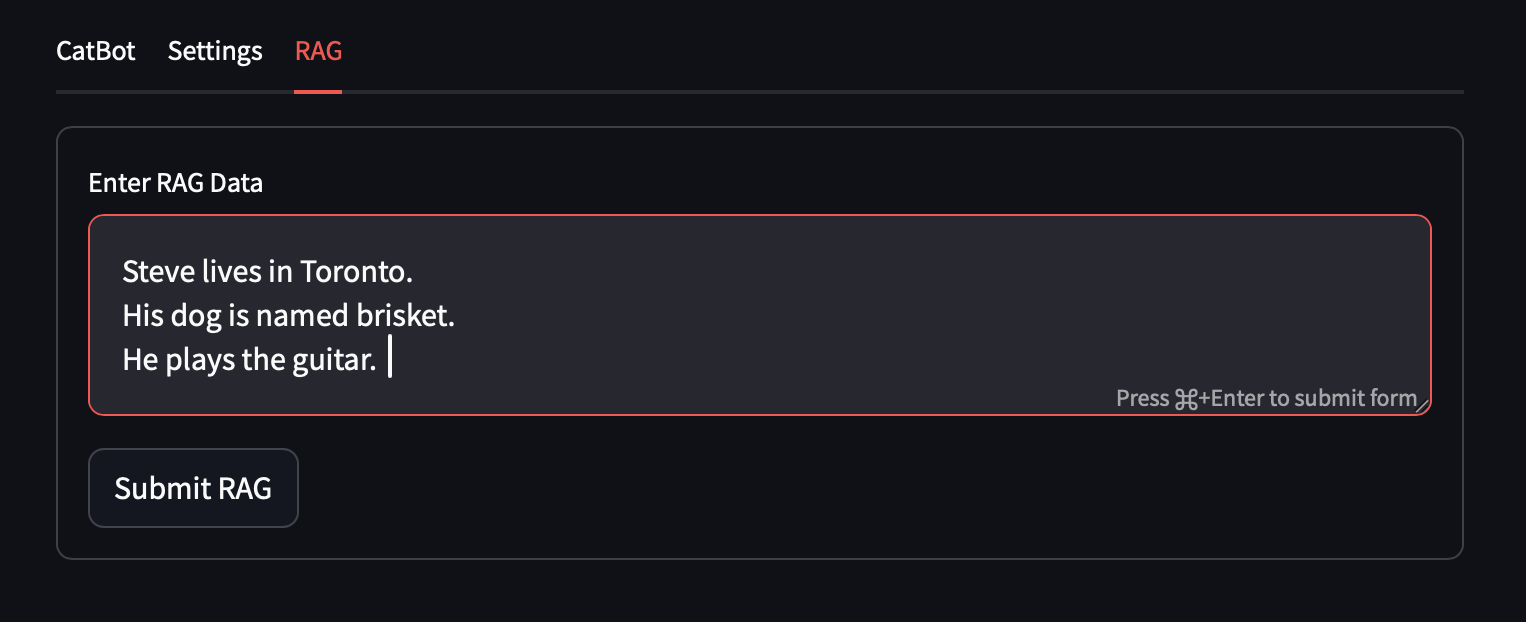 CatBot Settings RAG
Enter RAG Data
Steve lives in Toronto.
His dog is named brisket.
He plays the guitar.
Press ⌘+Enter to submit form
Submit RAG